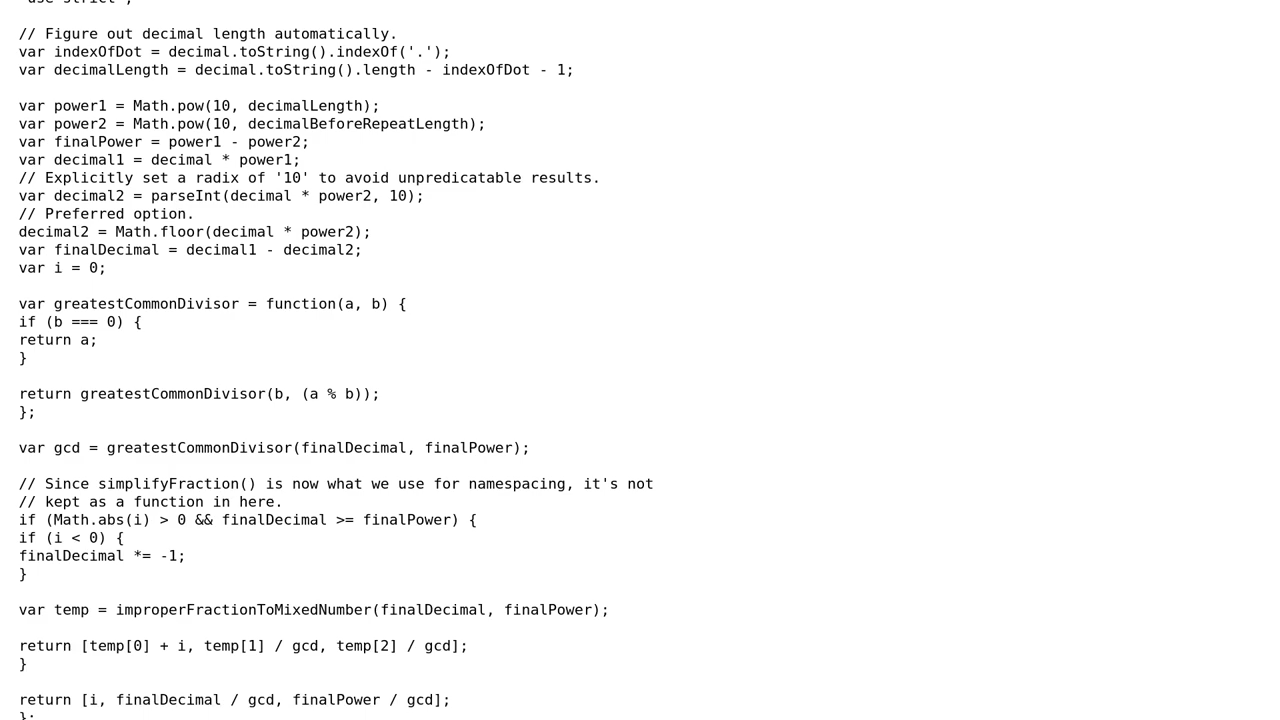 "use strict";
// Figure out decimal length automatically.
var indexOfDot = decimal.toString().indexOf('.');
var decimalLength = decimal.toString().length - indexOfDot - 1;
var power1 = Math.pow(10, decimalLength);
var power2 = Math.pow(10, decimalBeforeRepeatLength);
var finalPower = power1 - power2;
var decimal1 = decimal * power1;
// Explicitly set a radix of '10' to avoid unpredicatable results.
var decimal2 = parseInt(decimal * power2, 10);
// Preferred option.
decimal2 = Math.floor(decimal * power2);
var finalDecimal = decimal1 - decimal2;
var i = 0;
var greatestCommonDivisor = function(a, b) {
if (b === 0) {
return a;
}
return greatestCommonDivisor(b, (a % b));
};
var gcd = greatestCommonDivisor(finalDecimal, finalPower);
// Since simplifyFraction() is now what we use for namespacing, it's not
// kept as a function in here.
if (Math.abs(i) > 0 && finalDecimal >= finalPower) {
if (i < 0) {
finalDecimal *= -1;
}
var temp = improperFractionToMixedNumber(finalDecimal, finalPower);
return [temp[0] + i, temp[1] / gcd, temp[2] / gcd];
}
return [i, finalDecimal / gcd, finalPower / gcd];
};